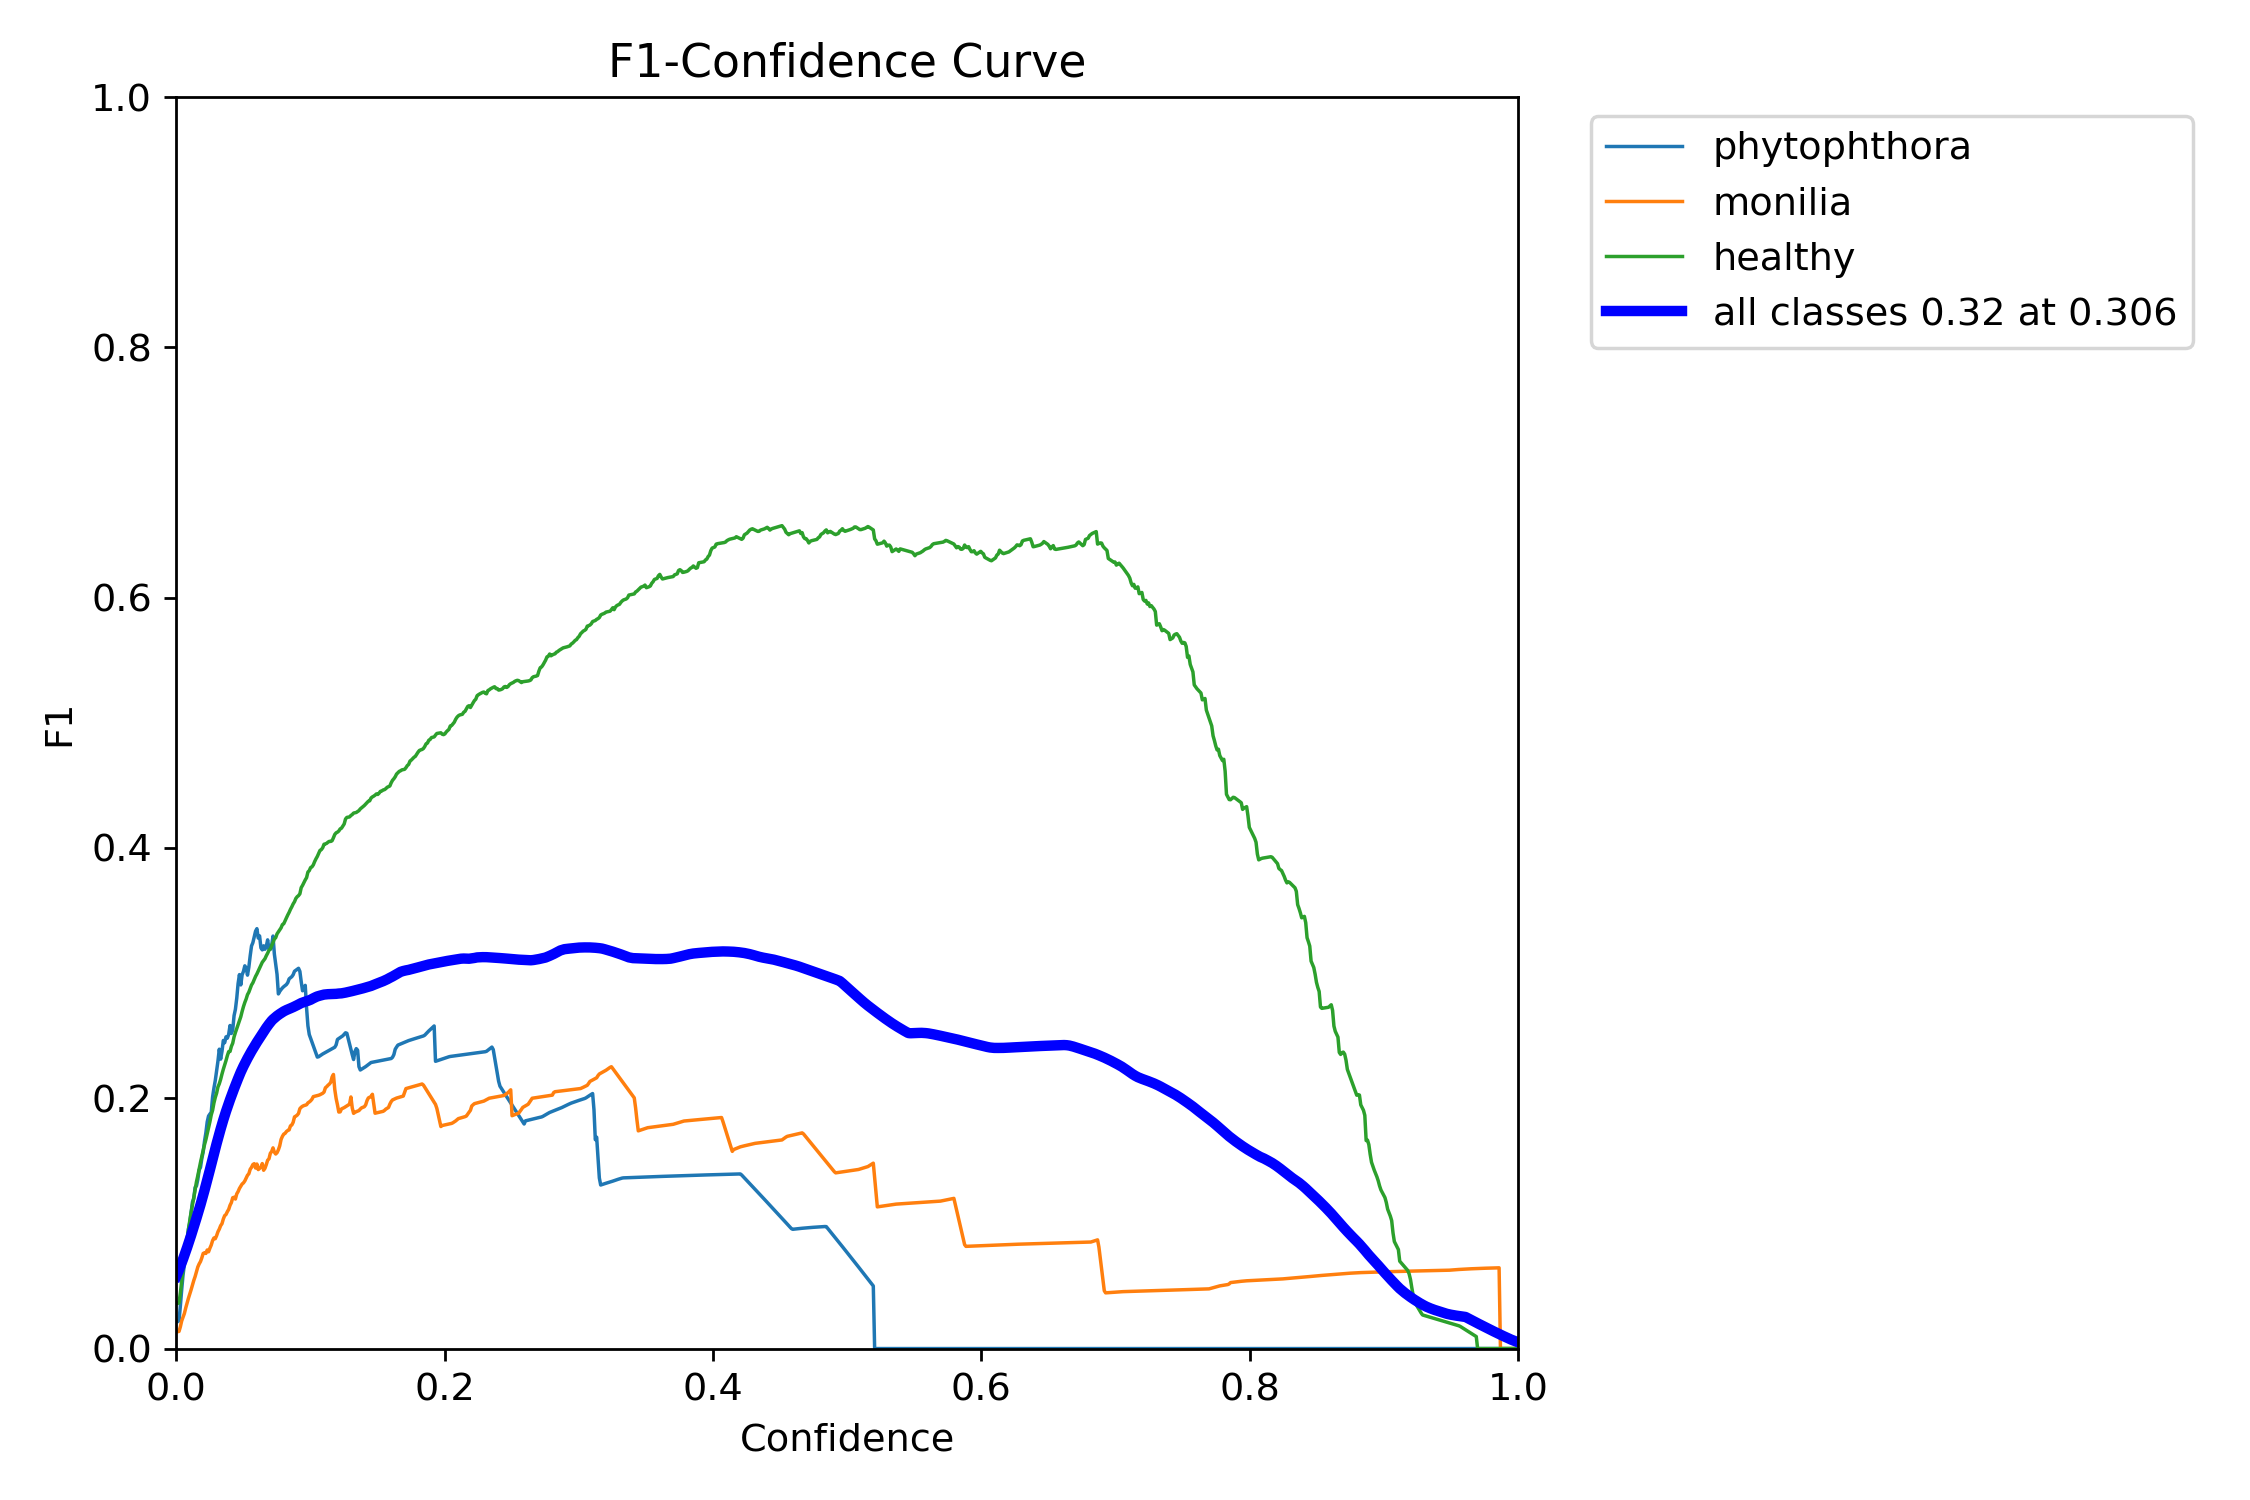 F1-Confidence Curve
1.0
0.8
0.6
0.4
0.2
0.0
F1
0.0 0.2 0.4 0.6 0.8 1.0
Confidence
phytophthora
monilia
healthy
all classes 0.32 at 0.306